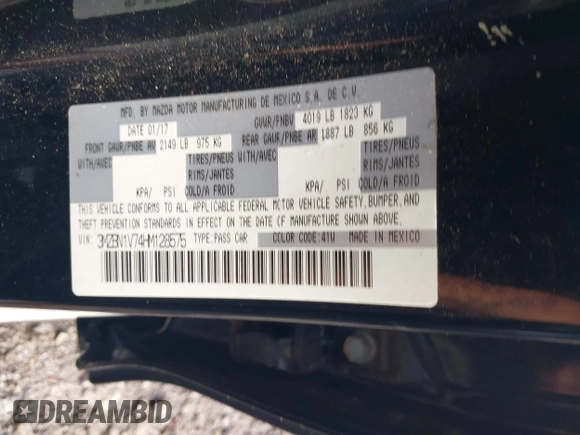 MFD. BY MAZDA MOTOR MANUFACTURING DE MEXICO S.A. DE C.V.
DATE 01/17 GVWR/PNBV 4019 LB 1823 KG
FRONT GAWR/PNBE AV 2149 LB 975 KG REAR GAWR/PNBE AR 1887 LB 856 KG
WITH/AVEC TIRES/PNEUS WITH/AVEC TIRES/PNEUS
RIMS/JANTES RIMS/JANTES
KPA/ PSI COLD/A FROID KPA/ PSI COLD/A FROID
THIS VEHICLE CONFORMS TO ALL APPLICABLE FEDERAL MOTOR VEHICLE SAFETY, BUMPER, AND
THEFT PREVENTION STANDARDS IN EFFECT ON THE DATE OF MANUFACTURE SHOWN ABOVE.
3MZBN1V74HM128575 TYPE PASS CAR COLOR CODE:41U MADE IN MEXICO
DREAMBID